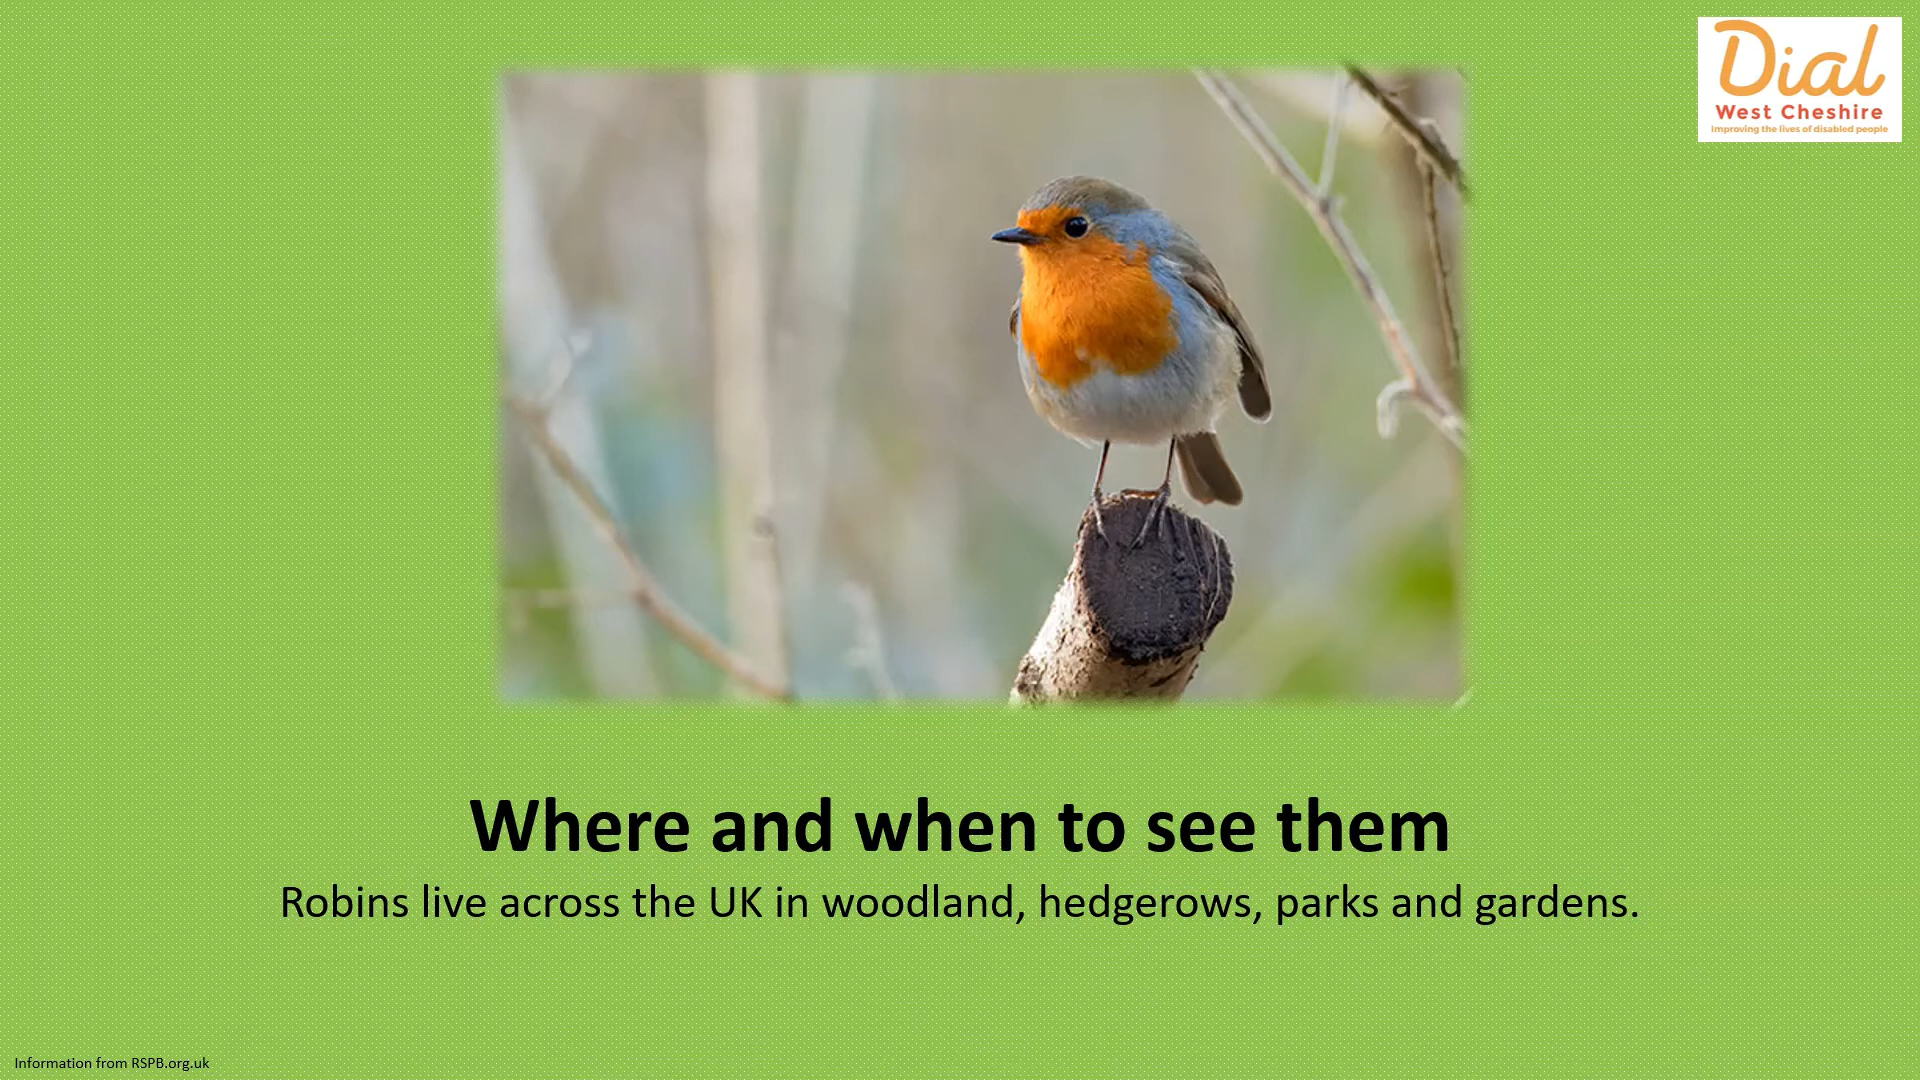 Dial
West Cheshire
Improving the lives of disabled people
Where and when to see them
Robins live across the UK in woodland, hedgerows, parks and gardens.
Information from RSPB.org.uk